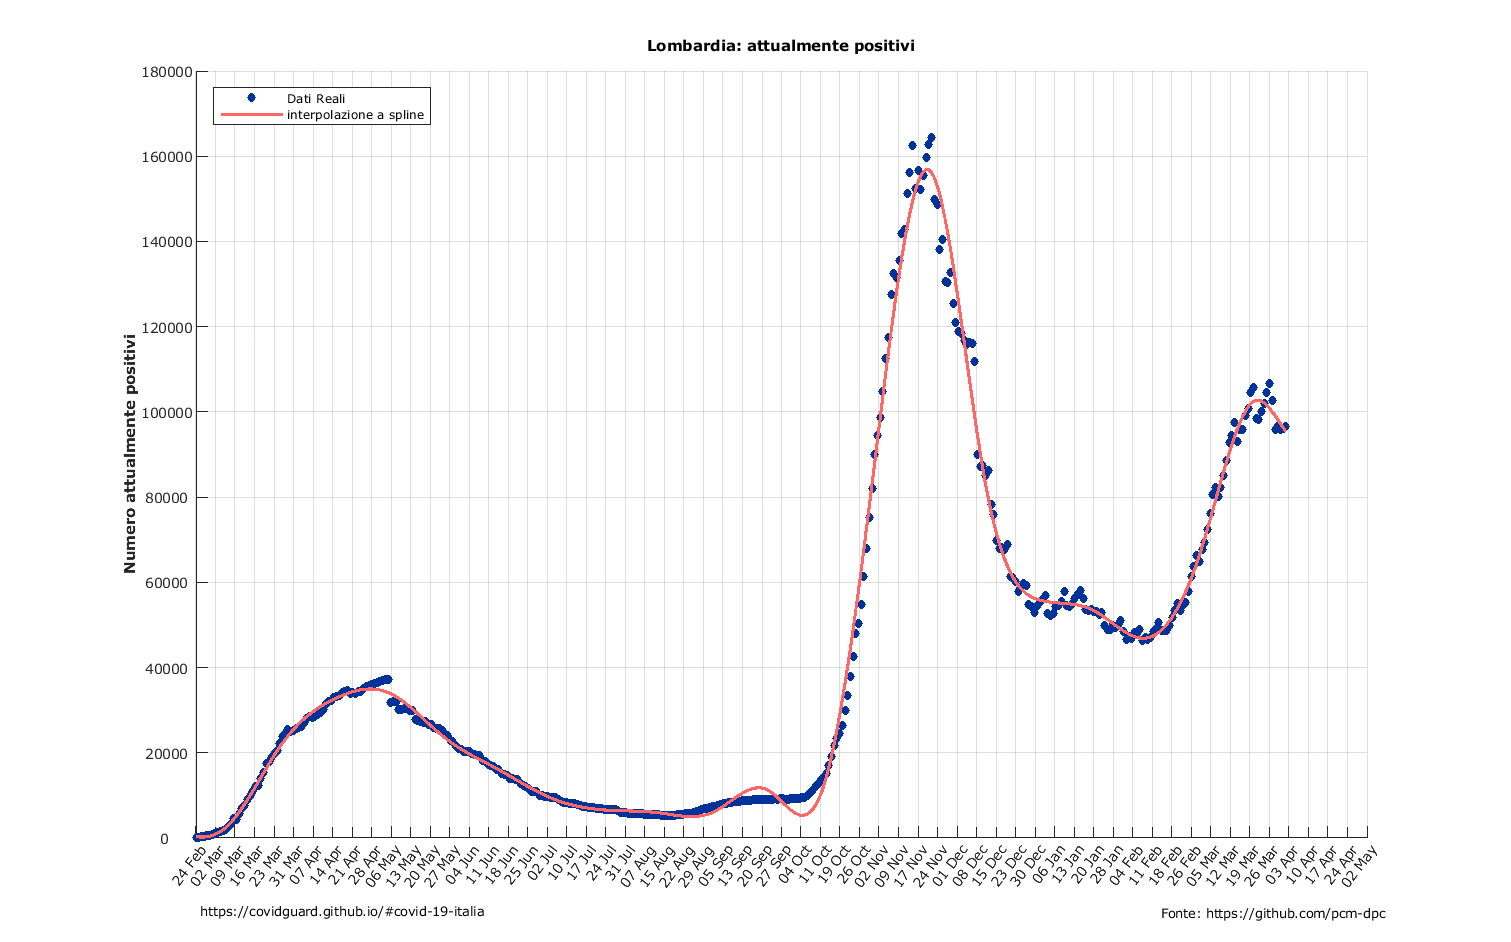 Lombardia: attualmente positivi
180000
160000
140000
120000
100000
80000
60000
40000
20000
0
Numero attualmente positivi
Dati Reali
interpolazione a spline
24 Feb
02 Mar
09 Mar
16 Mar
23 Mar
31 Mar
07 Apr
14 Apr
21 Apr
28 Apr
06 May
13 May
20 May
27 May
04 Jun
11 Jun
18 Jun
25 Jun
02 Jul
10 Jul
17 Jul
24 Jul
31 Jul
07 Aug
15 Aug
22 Aug
29 Aug
05 Sep
13 Sep
20 Sep
27 Sep
04 Oct
11 Oct
19 Oct
26 Oct
02 Nov
09 Nov
17 Nov
24 Nov
01 Dec
08 Dec
15 Dec
23 Dec
30 Dec
06 Jan
13 Jan
20 Jan
28 Jan
04 Feb
11 Feb
18 Feb
26 Feb
05 Mar
12 Mar
19 Mar
26 Mar
03 Apr
10 Apr
17 Apr
24 Apr
02 May
https://covidguard.github.io/#covid-19-italia
Fonte: https://github.com/pcm-dpc